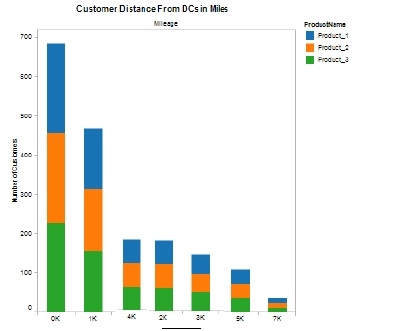 Customer Distance From DCs in Miles
Mileage
ProductName
Product_1
Product_2
Product_3
Number of Customers
700
600
500
400
300
200
100
0
0K 1K 4K 2K 3K 5K 7K